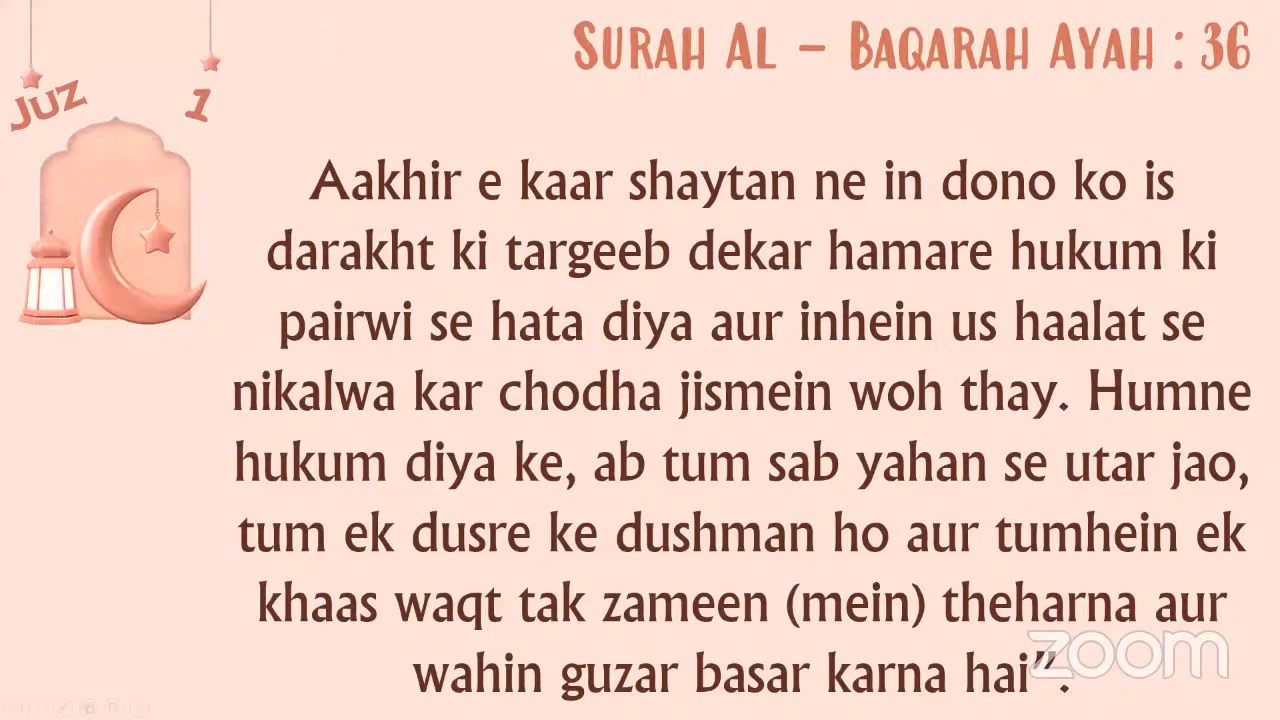 SURAH AL – BAQARAH AYAH : 36
JUZ 1
Aakhir e kaar shaytan ne in dono ko is
darakht ki targeeb dekar hamare hukum ki
pairwi se hata diya aur inhein us haalat se
nikalwa kar chodha jismein woh thay. Humne
hukum diya ke, ab tum sab yahan se utar jao,
tum ek dusre ke dushman ho aur tumhein ek
khaas waqt tak zameen (mein) theharna aur
wahin guzar basar karna hai”.
zoom